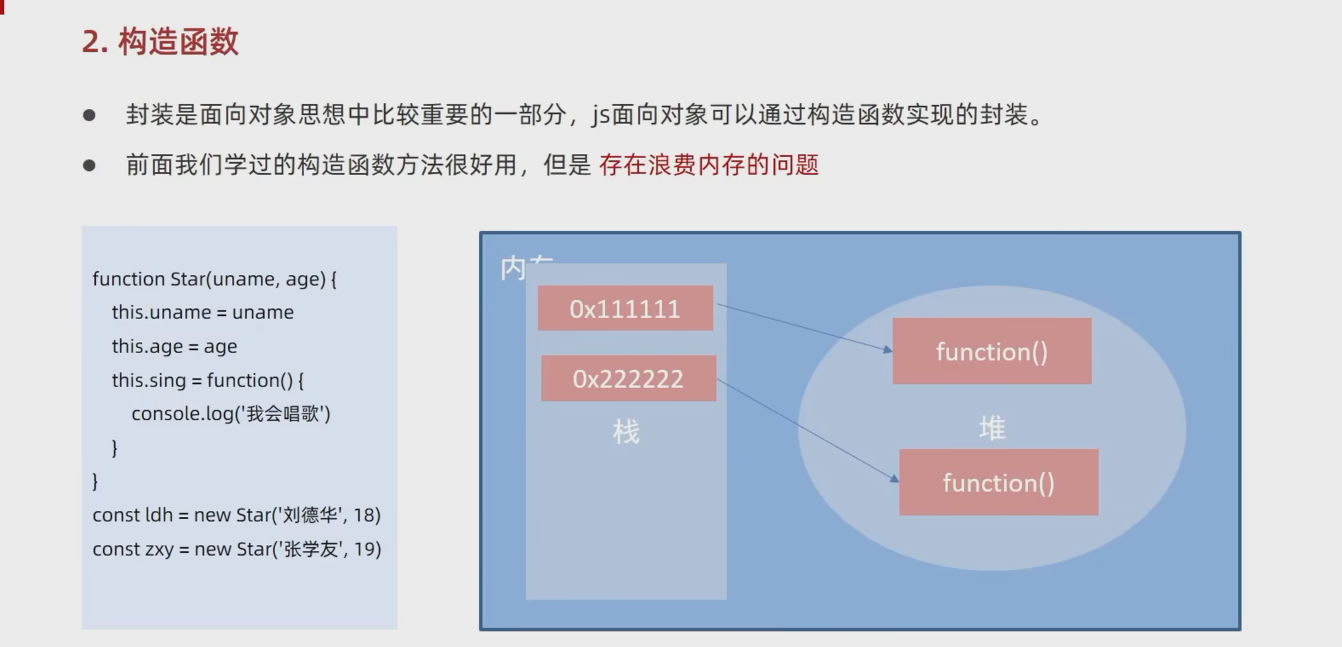 2. 构造函数
● 封装是面向对象思想中比较重要的一部分，js面向对象可以通过构造函数实现的封装。
● 前面我们学过的构造函数方法很好用，但是 存在浪费内存的问题
function Star(uname, age) {
this.uname = uname
this.age = age
this.sing = function() {
console.log('我会唱歌')
}
}
const ldh = new Star('刘德华', 18)
const zxy = new Star('张学友', 19)
内存
0x111111
0x222222
栈
function()
堆
function()